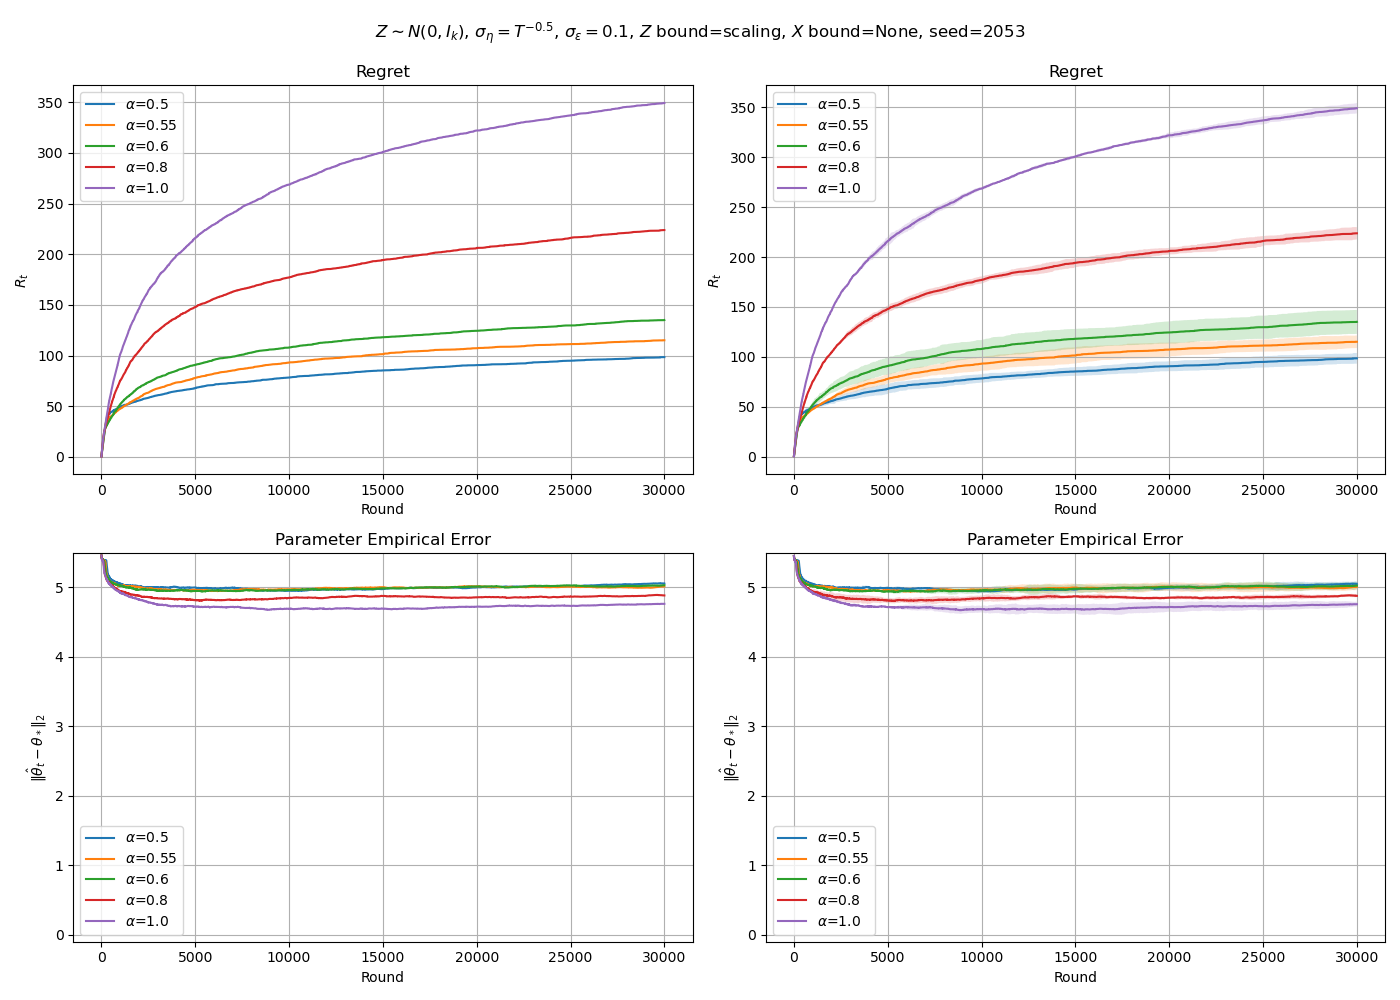 Z ~ N(0, I_k), σ_η = T^{-0.5}, σ_ε = 0.1, Z bound=scaling, X bound=None, seed=2053
Regret
350
300
250
200
150
100
50
0
R_t
α=0.5
α=0.55
α=0.6
α=0.8
α=1.0
0 5000 10000 15000 20000 25000 30000
Round
Regret
350
300
250
200
150
100
50
0
R_t
α=0.5
α=0.55
α=0.6
α=0.8
α=1.0
0 5000 10000 15000 20000 25000 30000
Round
Parameter Empirical Error
5
4
3
2
1
0
‖θ̂_t − θ_*‖_2
α=0.5
α=0.55
α=0.6
α=0.8
α=1.0
0 5000 10000 15000 20000 25000 30000
Round
Parameter Empirical Error
5
4
3
2
1
0
‖θ̂_t − θ_*‖_2
α=0.5
α=0.55
α=0.6
α=0.8
α=1.0
0 5000 10000 15000 20000 25000 30000
Round